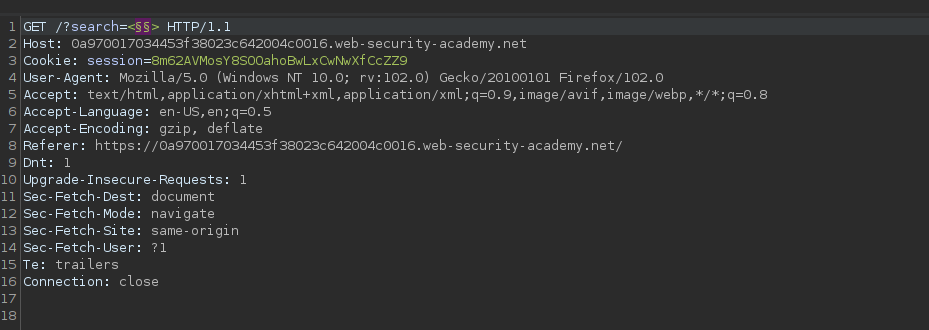 1 GET /?search=<§§> HTTP/1.1
2 Host: 0a970017034453f38023c642004c0016.web-security-academy.net
3 Cookie: session=8m62AVMosY8SOOahoBwLxCwNwXfCcZZ9
4 User-Agent: Mozilla/5.0 (Windows NT 10.0; rv:102.0) Gecko/20100101 Firefox/102.0
5 Accept: text/html,application/xhtml+xml,application/xml;q=0.9,image/avif,image/webp,*/*;q=0.8
6 Accept-Language: en-US,en;q=0.5
7 Accept-Encoding: gzip, deflate
8 Referer: https://0a970017034453f38023c642004c0016.web-security-academy.net/
9 Dnt: 1
10 Upgrade-Insecure-Requests: 1
11 Sec-Fetch-Dest: document
12 Sec-Fetch-Mode: navigate
13 Sec-Fetch-Site: same-origin
14 Sec-Fetch-User: ?1
15 Te: trailers
16 Connection: close
17
18